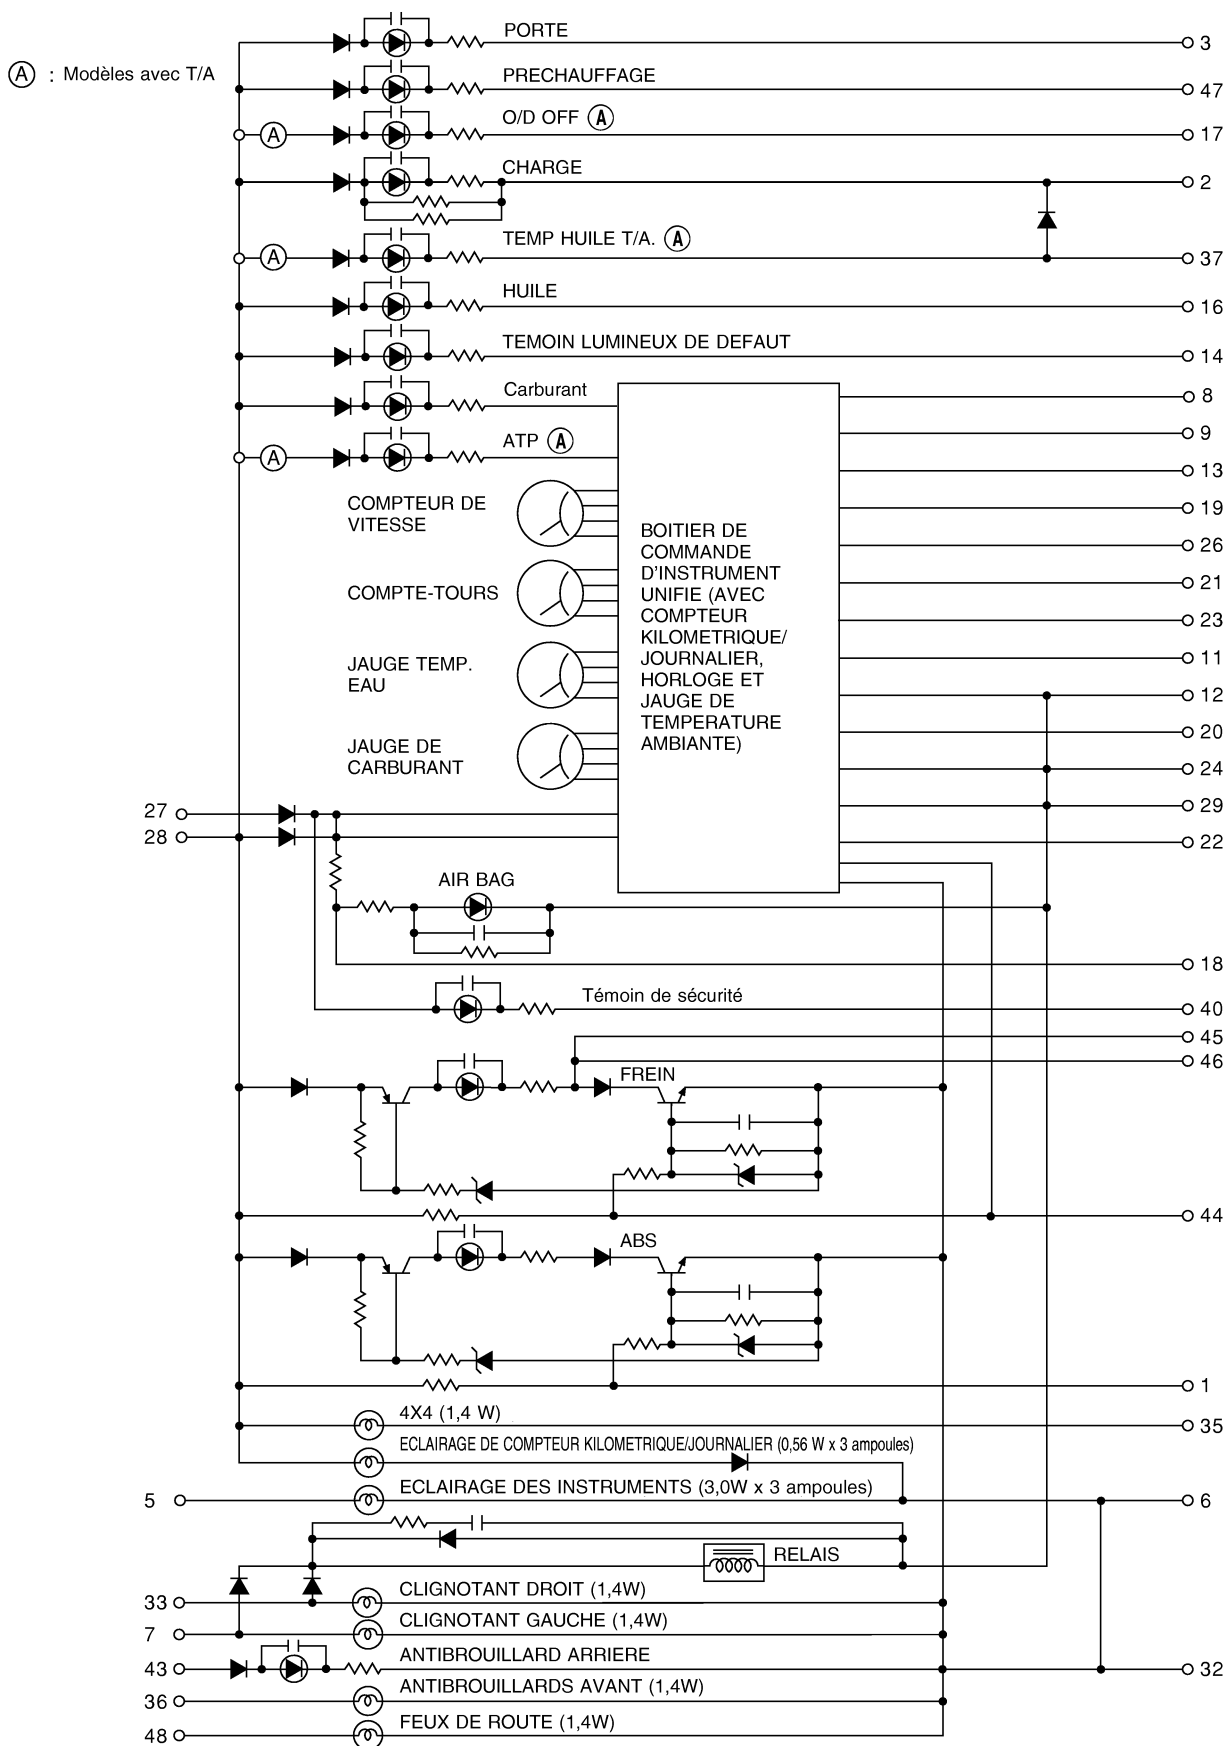 PORTE
3
Ⓐ : Modèles avec T/A
PRECHAUFFAGE
47
O/D OFF Ⓐ
Ⓐ
17
CHARGE
2
TEMP HUILE T/A. Ⓐ
Ⓐ
37
HUILE
16
TEMOIN LUMINEUX DE DEFAUT
14
Carburant
8
ATP Ⓐ
Ⓐ
9
13
COMPTEUR DE
VITESSE
19
26
COMPTE-TOURS
21
23
JAUGE TEMP.
EAU
11
12
JAUGE DE
CARBURANT
20
24
29
22
BOITIER DE
COMMANDE
D'INSTRUMENT
UNIFIE (AVEC
COMPTEUR
KILOMETRIQUE/
JOURNALIER,
HORLOGE ET
JAUGE DE
TEMPERATURE
AMBIANTE)
27
28
AIR BAG
18
Témoin de sécurité
40
45
46
FREIN
44
ABS
1
4X4 (1,4 W)
35
ECLAIRAGE DE COMPTEUR KILOMETRIQUE/JOURNALIER (0,56 W x 3 ampoules)
5
ECLAIRAGE DES INSTRUMENTS (3,0W x 3 ampoules)
6
RELAIS
33
CLIGNOTANT DROIT (1,4W)
7
CLIGNOTANT GAUCHE (1,4W)
43
ANTIBROUILLARD ARRIERE
32
36
ANTIBROUILLARDS AVANT (1,4W)
48
FEUX DE ROUTE (1,4W)